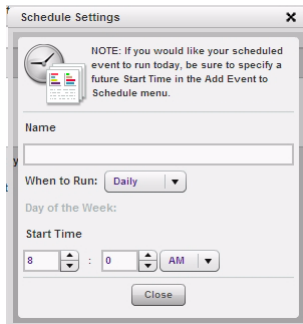 Schedule Settings
NOTE: If you would like your scheduled
event to run today, be sure to specify a
future Start Time in the Add Event to
Schedule menu.
Name
When to Run: Daily
Day of the Week:
Start Time
8 : 0 AM
Close